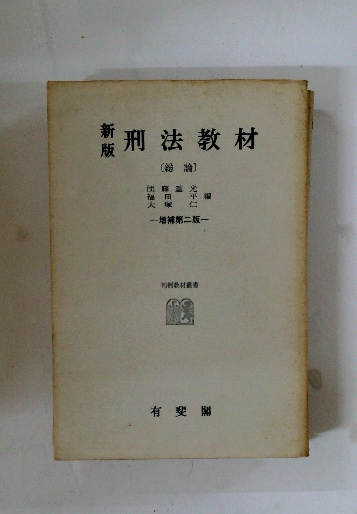 新版 刑法教材
〔総論〕
団藤重光
福田平 編
大塚仁
―増補第二版―
判例教材叢書
有斐閣